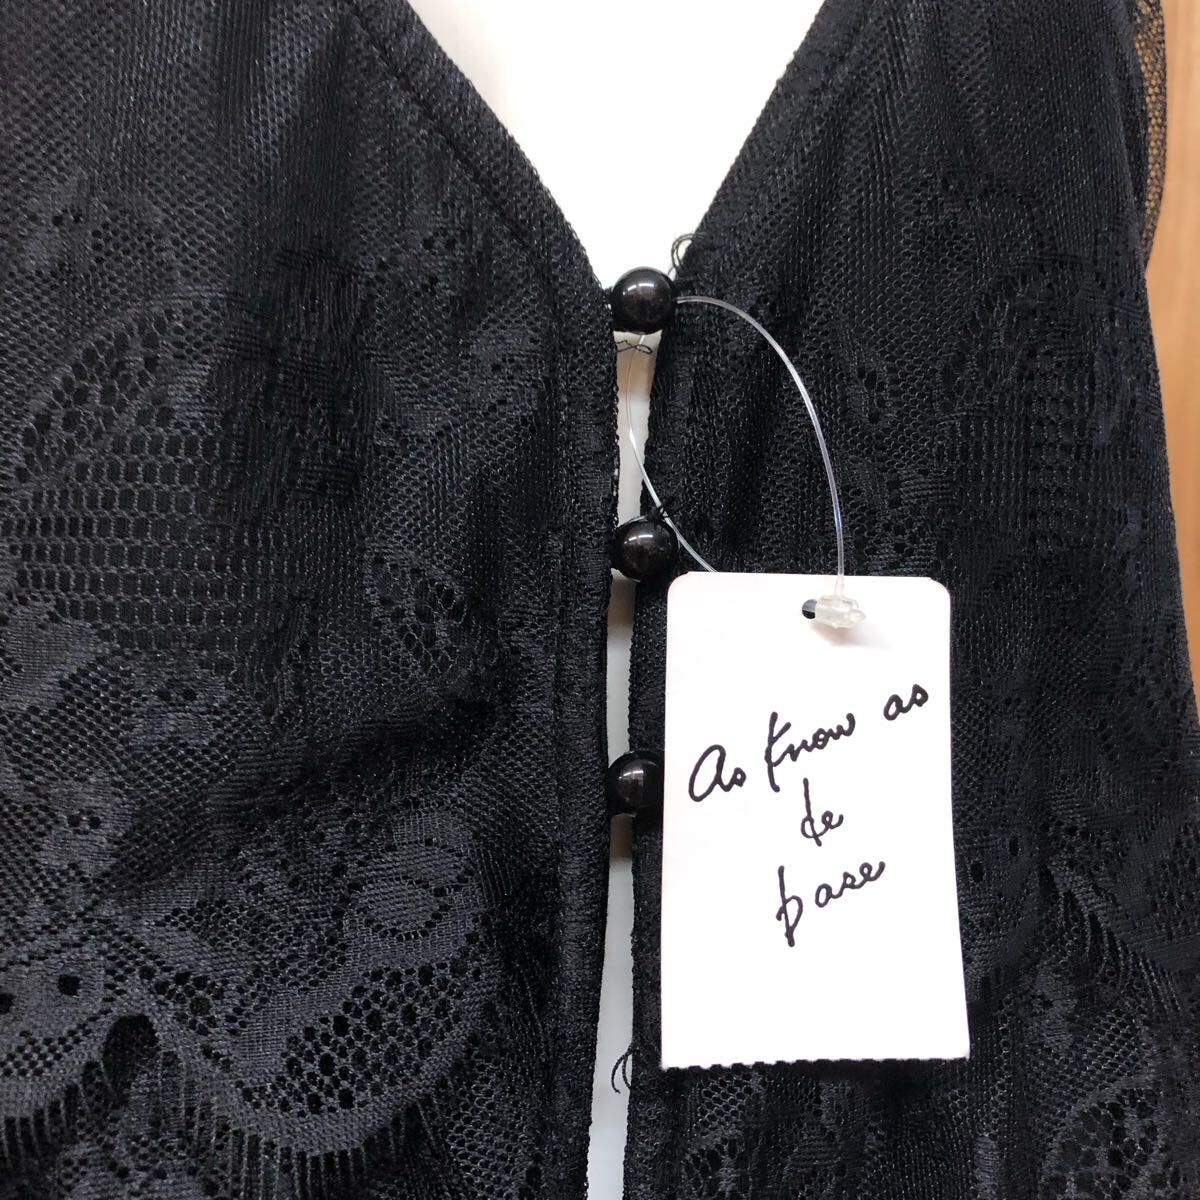 As Know as
de
base